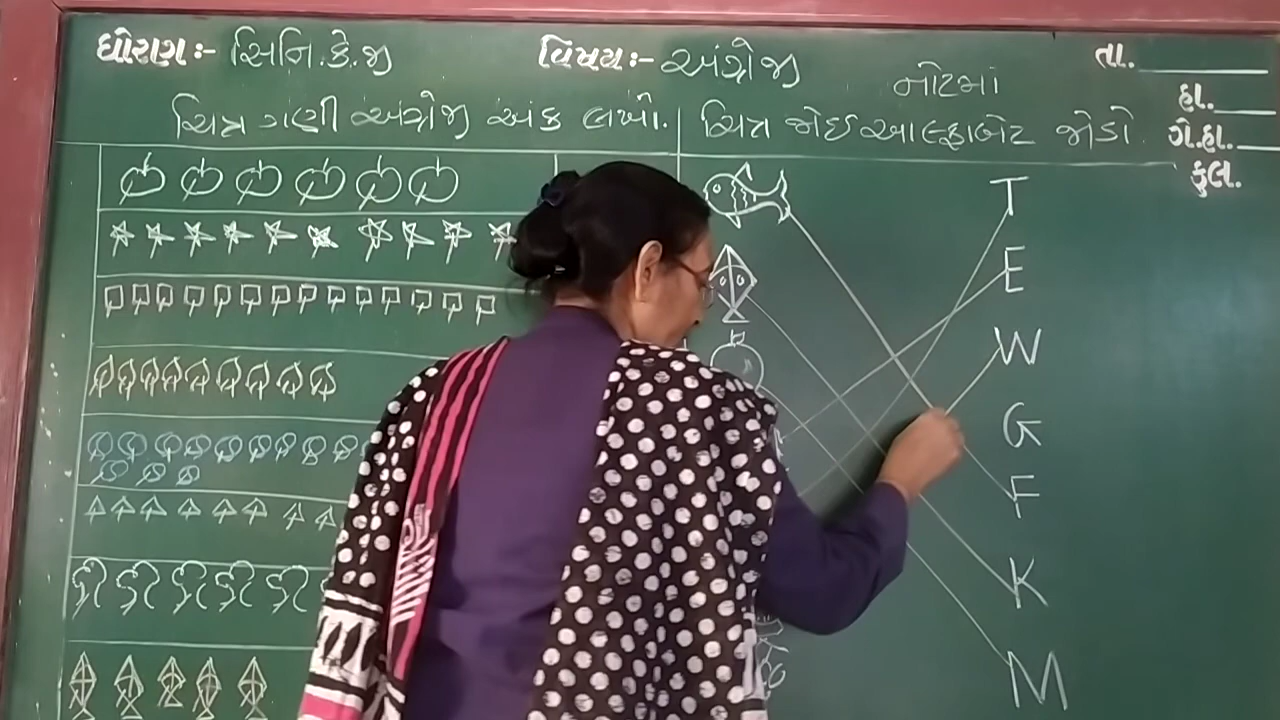 ધોરણ:- સિનિ.કે.જી
વિષય:- અંગ્રેજી
નોટમાં
તા.
હા.
ગે.હા.
કુલ.
ચિત્ર ગણી અંગ્રેજી અંક લખો.
ચિત્ર જોઈ આલ્ફાબેટ જોડો.
T
E
W
G
F
K
M